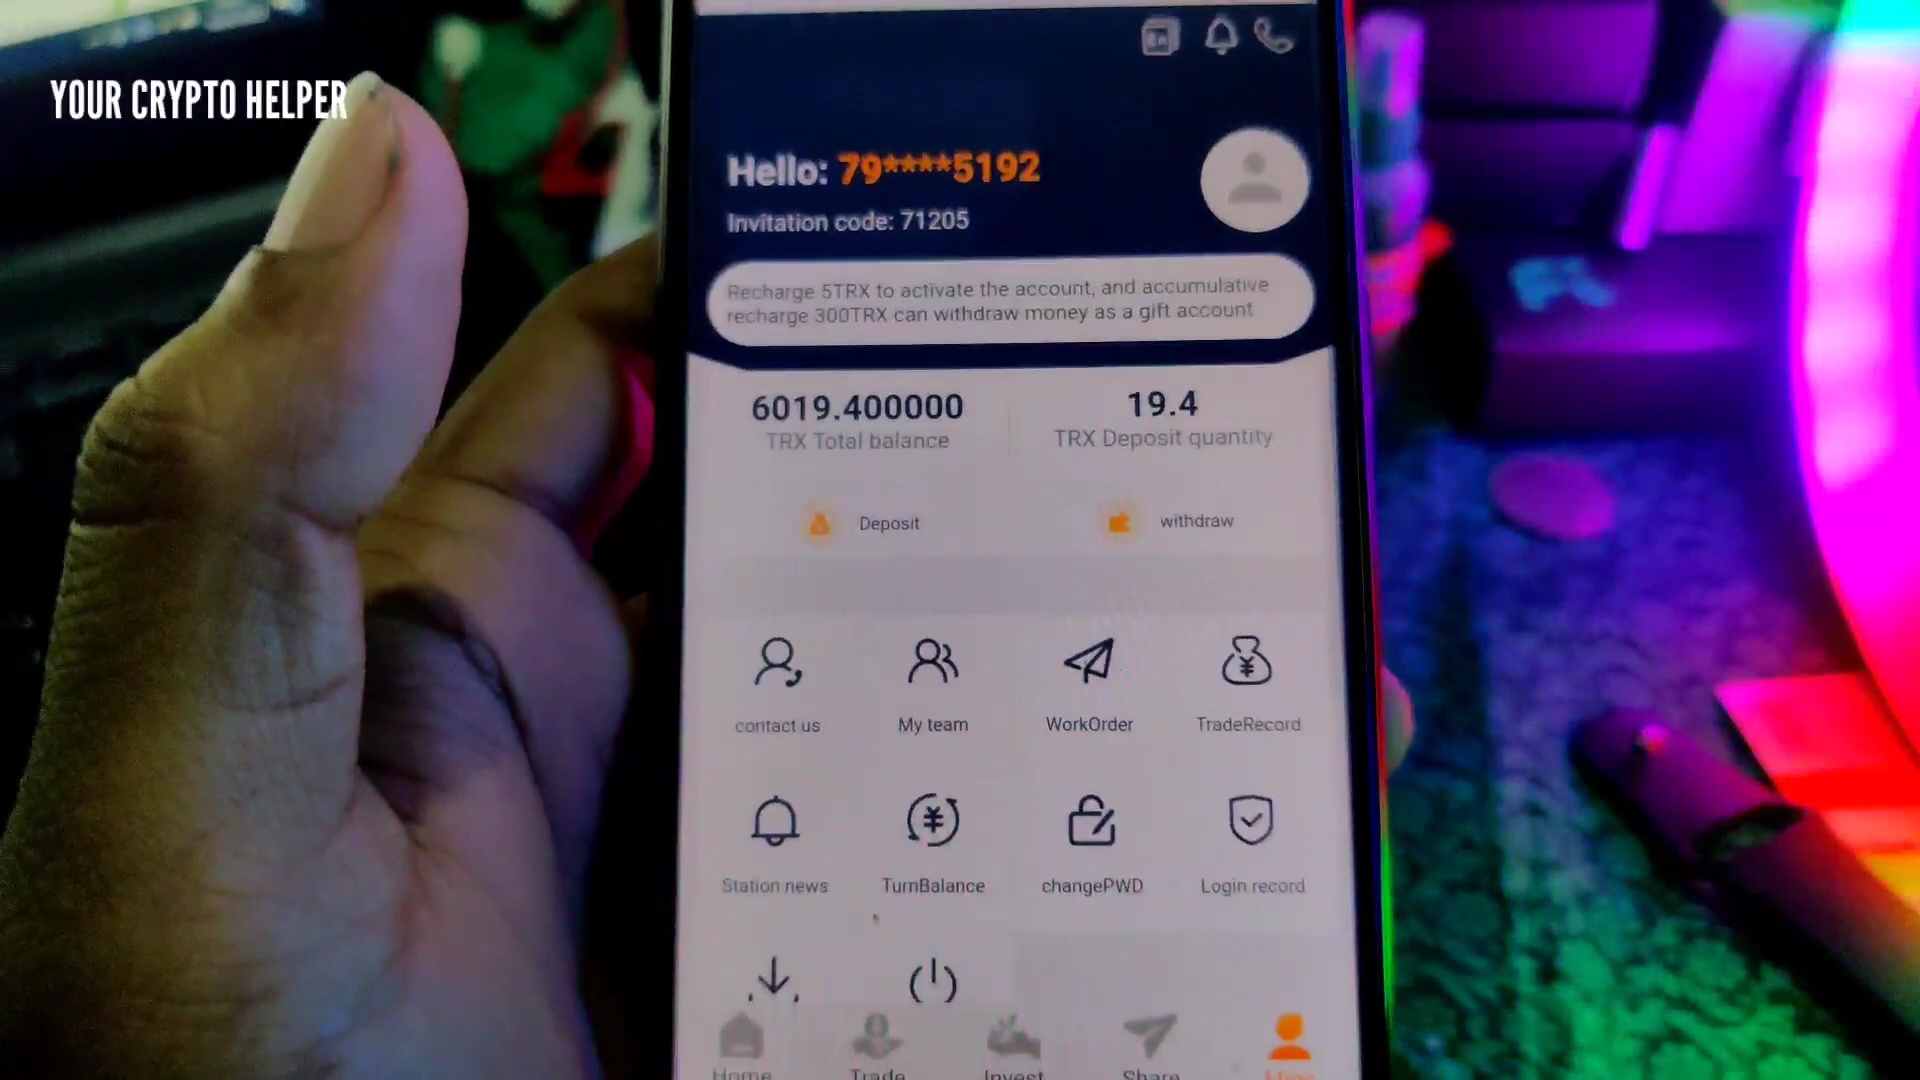 YOUR CRYPTO HELPER
Hello: 79****5192
Invitation code: 71205
Recharge 5TRX to activate the account, and accumulative
recharge 300TRX can withdraw money as a gift account
6019.400000
19.4
TRX Total balance
TRX Deposit quantity
Deposit
withdraw
contact us
My team
WorkOrder
TradeRecord
Station news
TurnBalance
changePWD
Login record
Home
Trade
Invest
Share